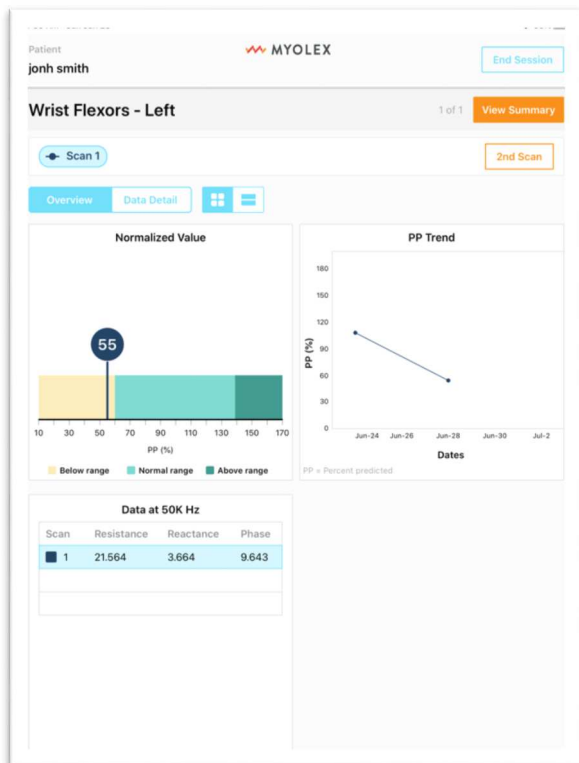 Patient
jonh smith
MYOLEX
End Session
Wrist Flexors - Left
1 of 1
View Summary
Scan 1
2nd Scan
Overview
Data Detail
Normalized Value
55
10 30 50 70 90 110 130 150 170
PP (%)
Below range Normal range Above range
PP Trend
180
150
120
90
60
30
0
PP (%)
Jun-24 Jun-26 Jun-28 Jun-30 Jul-2
Dates
PP = Percent predicted
Data at 50K Hz
Scan Resistance Reactance Phase
1 21.564 3.664 9.643